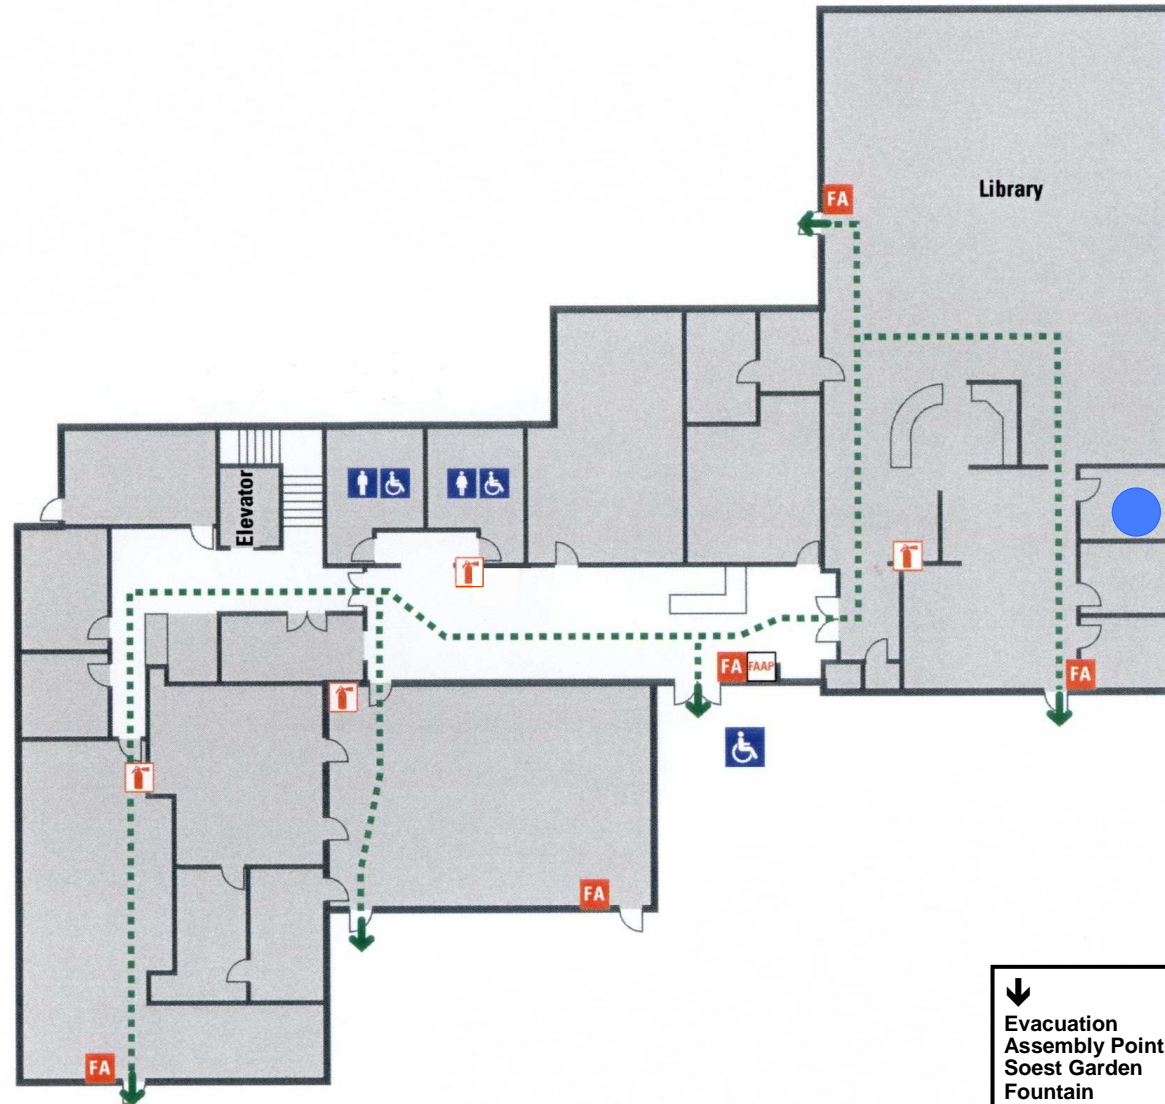 Library
FA
Elevator
FA
FAAP
FA
FA
FA
Evacuation
Assembly Point
Soest Garden
Fountain